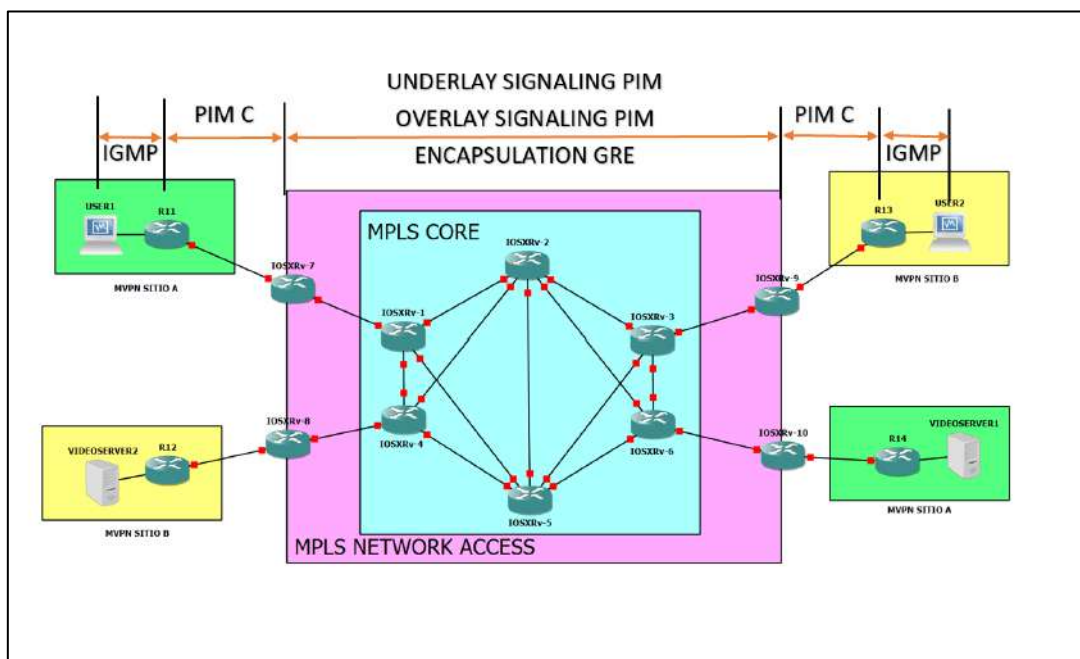 UNDERLAY SIGNALING PIM
PIM C
OVERLAY SIGNALING PIM
PIM C
IGMP
ENCAPSULATION GRE
IGMP
USER1
R11
MVPN SITIO A
R13
USER2
MVPN SITIO B
MPLS CORE
IOSXRv-2
IOSXRv-7
IOSXRv-9
IOSXRv-1
IOSXRv-3
IOSXRv-8
IOSXRv-4
IOSXRv-6
IOSXRv-10
VIDEOSERVER2
R12
MVPN SITIO B
R14
VIDEOSERVER1
MVPN SITIO A
IOSXRv-5
MPLS NETWORK ACCESS